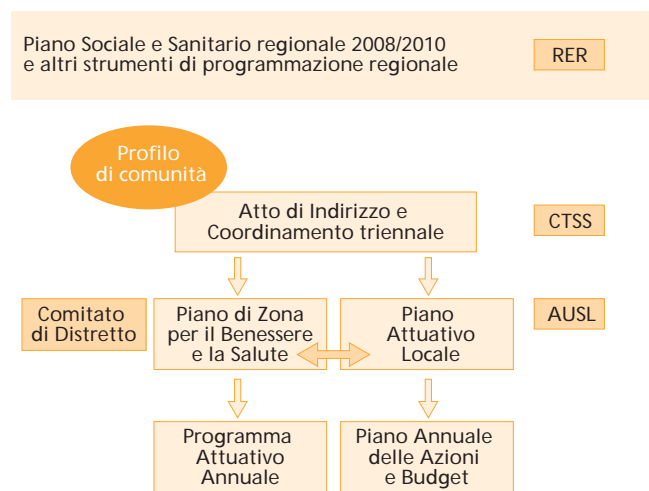 Piano Sociale e Sanitario regionale 2008/2010
e altri strumenti di programmazione regionale
RER
Profilo
di comunità
Atto di Indirizzo e
Coordinamento triennale
CTSS
Comitato
di Distretto
Piano di Zona
per il Benessere
e la Salute
Piano
Attuativo
Locale
AUSL
Programma
Attuativo
Annuale
Piano Annuale
delle Azioni
e Budget